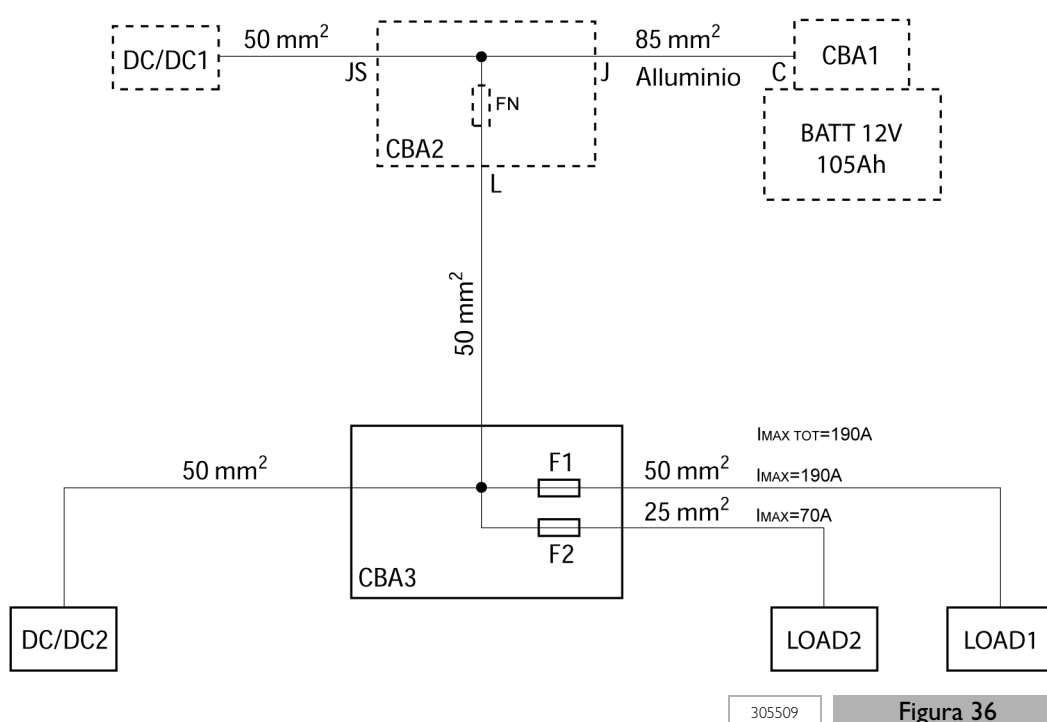 DC/DC1
50 mm²
JS
J
85 mm²
Alluminio
C
CBA1
BATT 12V
105Ah
FN
CBA2
L
50 mm²
50 mm²
F1
F2
CBA3
50 mm²
25 mm²
IMAX TOT=190A
IMAX=190A
IMAX=70A
DC/DC2
LOAD2
LOAD1
305509
Figura 36